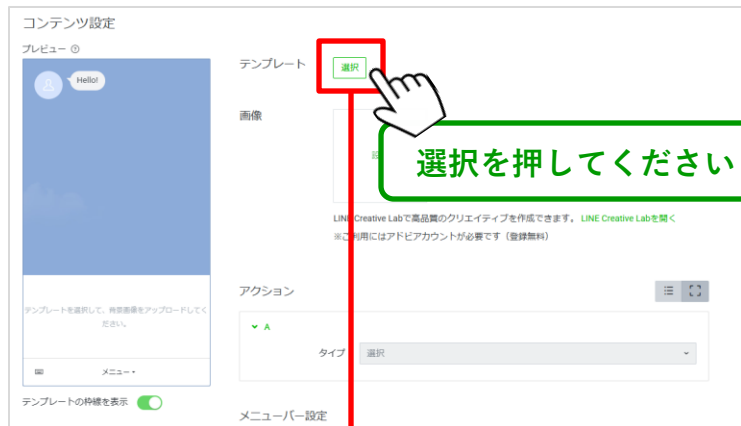 コンテンツ設定
プレビュー
Hello!
テンプレートを選択して、背景画像をアップロードしてく
ださい。
メニュー
テンプレートの枠線を表示
テンプレート
選択
画像
選択を押してください
LINE Creative Labで高品質のクリエイティブを作成できます。 LINE Creative Labを開く
※ご利用にはアドビアカウントが必要です（登録無料）
アクション
A
タイプ
選択
メニューバー設定